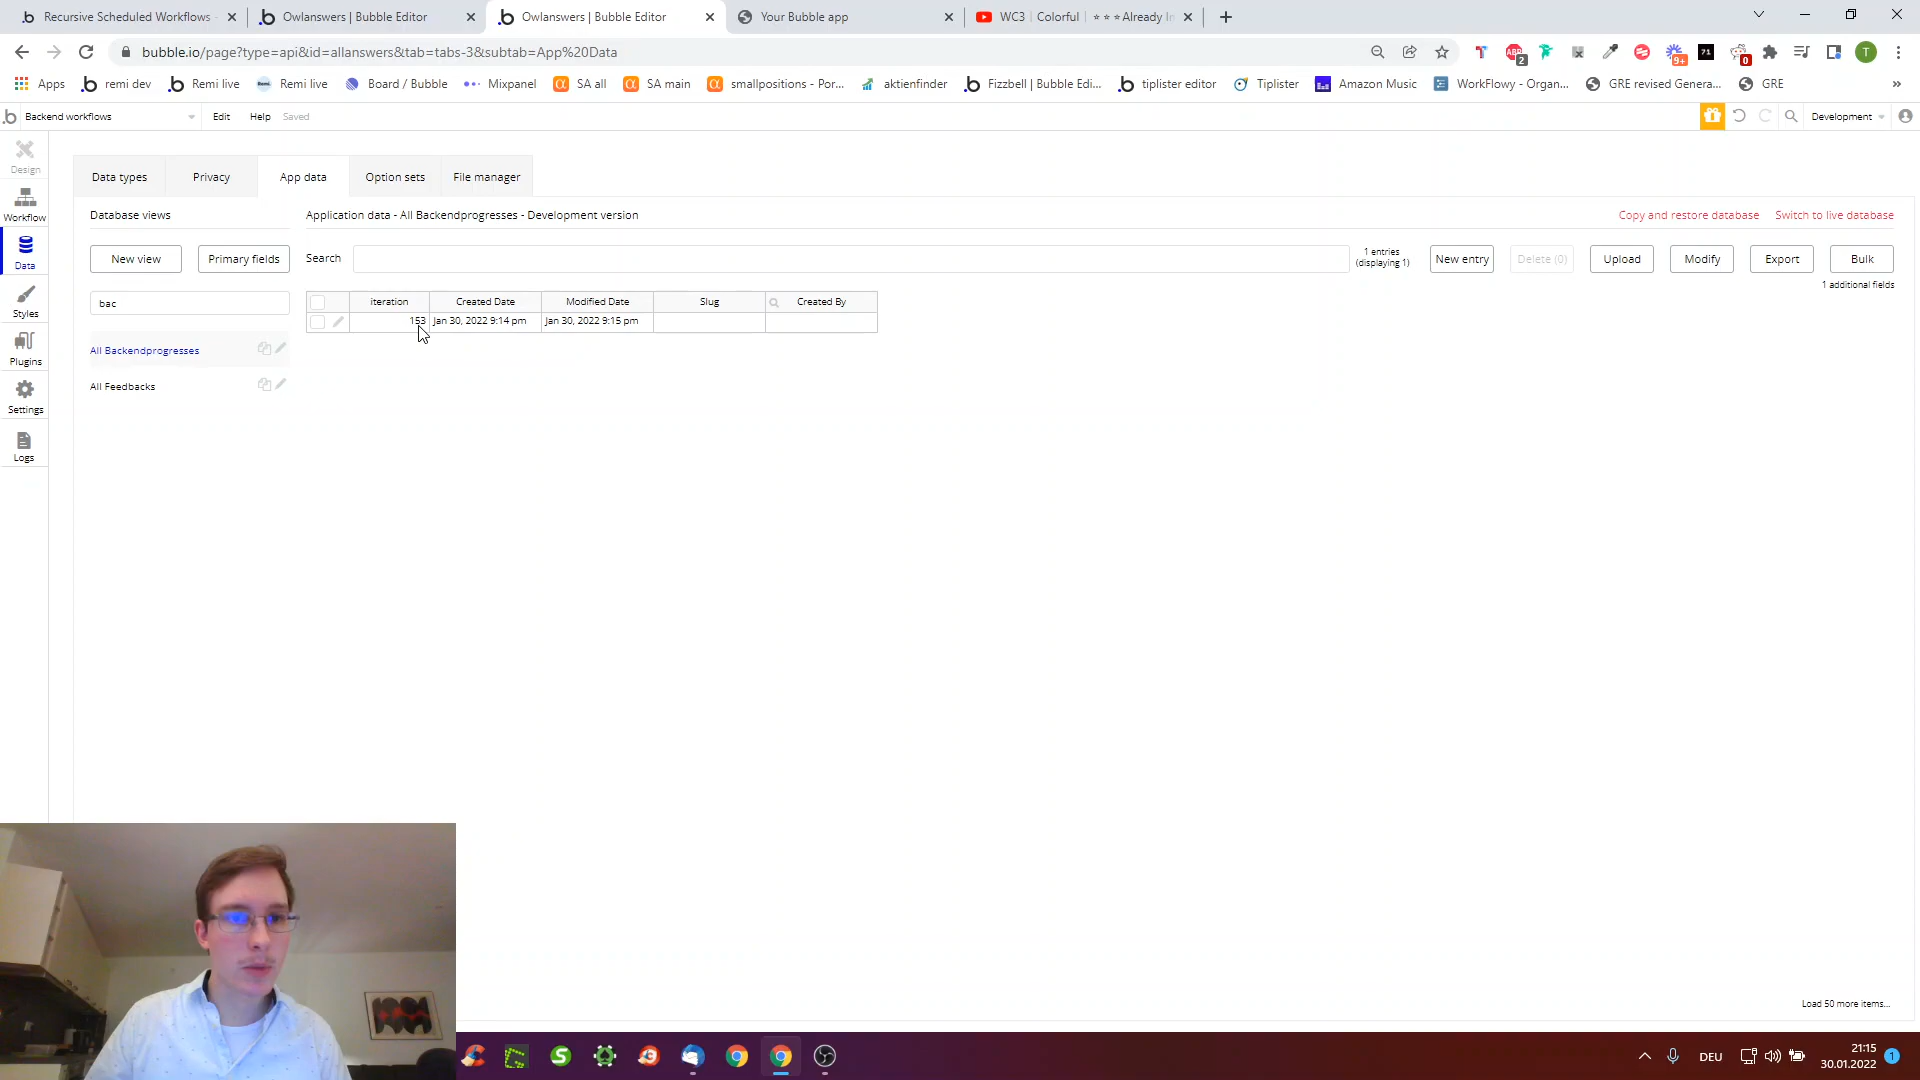 Recursive Scheduled Workflows
Owlanswers | Bubble Editor
Owlanswers | Bubble Editor
Your Bubble app
WC3 | Colorful | ⭑⭑⭑Already In
bubble.io/page?type=api&id=allanswers&tab=tabs-3&subtab=App%20Data
2
9+
71
0
T
Apps
remi dev
Remi live
Remi live
Board / Bubble
Mixpanel
SA all
SA main
smallpositions - Por...
aktienfinder
Fizzbell | Bubble Edi...
tiplister editor
Tiplister
Amazon Music
WorkFlowy - Organ...
GRE revised Genera...
GRE
»
Backend workflows
Edit
Help
Saved
Development
Design
Workflow
Data
Styles
Plugins
Settings
Logs
Data types
Privacy
App data
Option sets
File manager
Database views
Application data - All Backendprogresses - Development version
Copy and restore database
Switch to live database
New view
Primary fields
Search
1 entries
(displaying 1)
New entry
Delete (0)
Upload
Modify
Export
Bulk
1 additional fields
bac
iteration
Created Date
Modified Date
Slug
Created By
153
Jan 30, 2022 9:14 pm
Jan 30, 2022 9:15 pm
All Backendprogresses
All Feedbacks
Load 50 more items...
DEU
21:15
30.01.2022
1